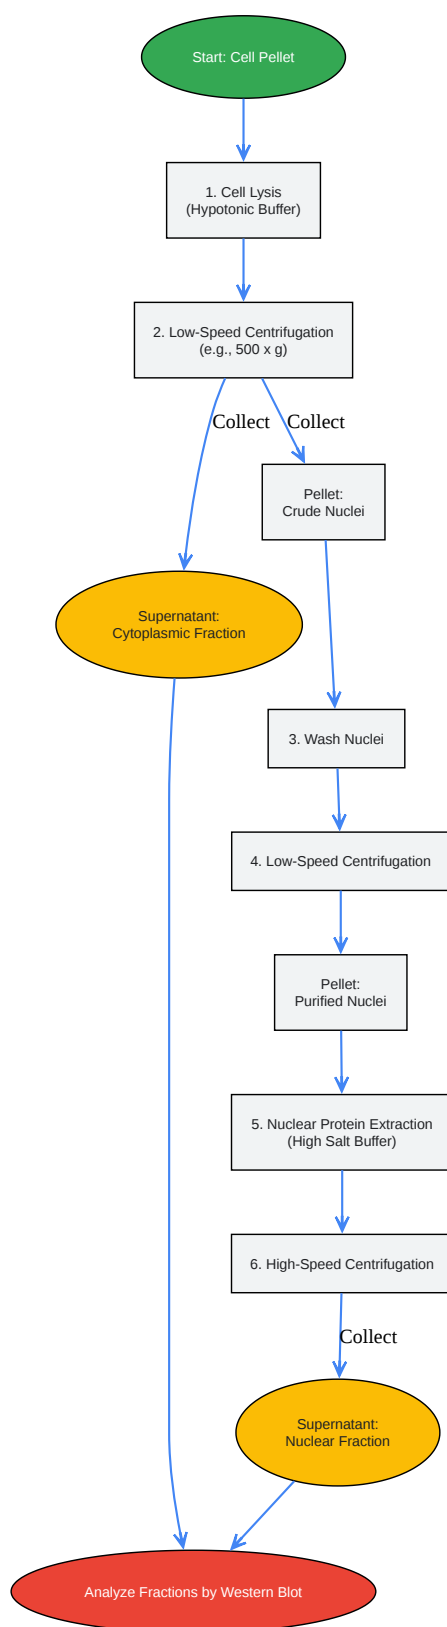 Start: Cell Pellet
1. Cell Lysis
(Hypotonic Buffer)
2. Low-Speed Centrifugation
(e.g., 500 x g)
Collect
Collect
Pellet:
Crude Nuclei
Supernatant:
Cytoplasmic Fraction
3. Wash Nuclei
4. Low-Speed Centrifugation
Pellet:
Purified Nuclei
5. Nuclear Protein Extraction
(High Salt Buffer)
6. High-Speed Centrifugation
Collect
Supernatant:
Nuclear Fraction
Analyze Fractions by Western Blot